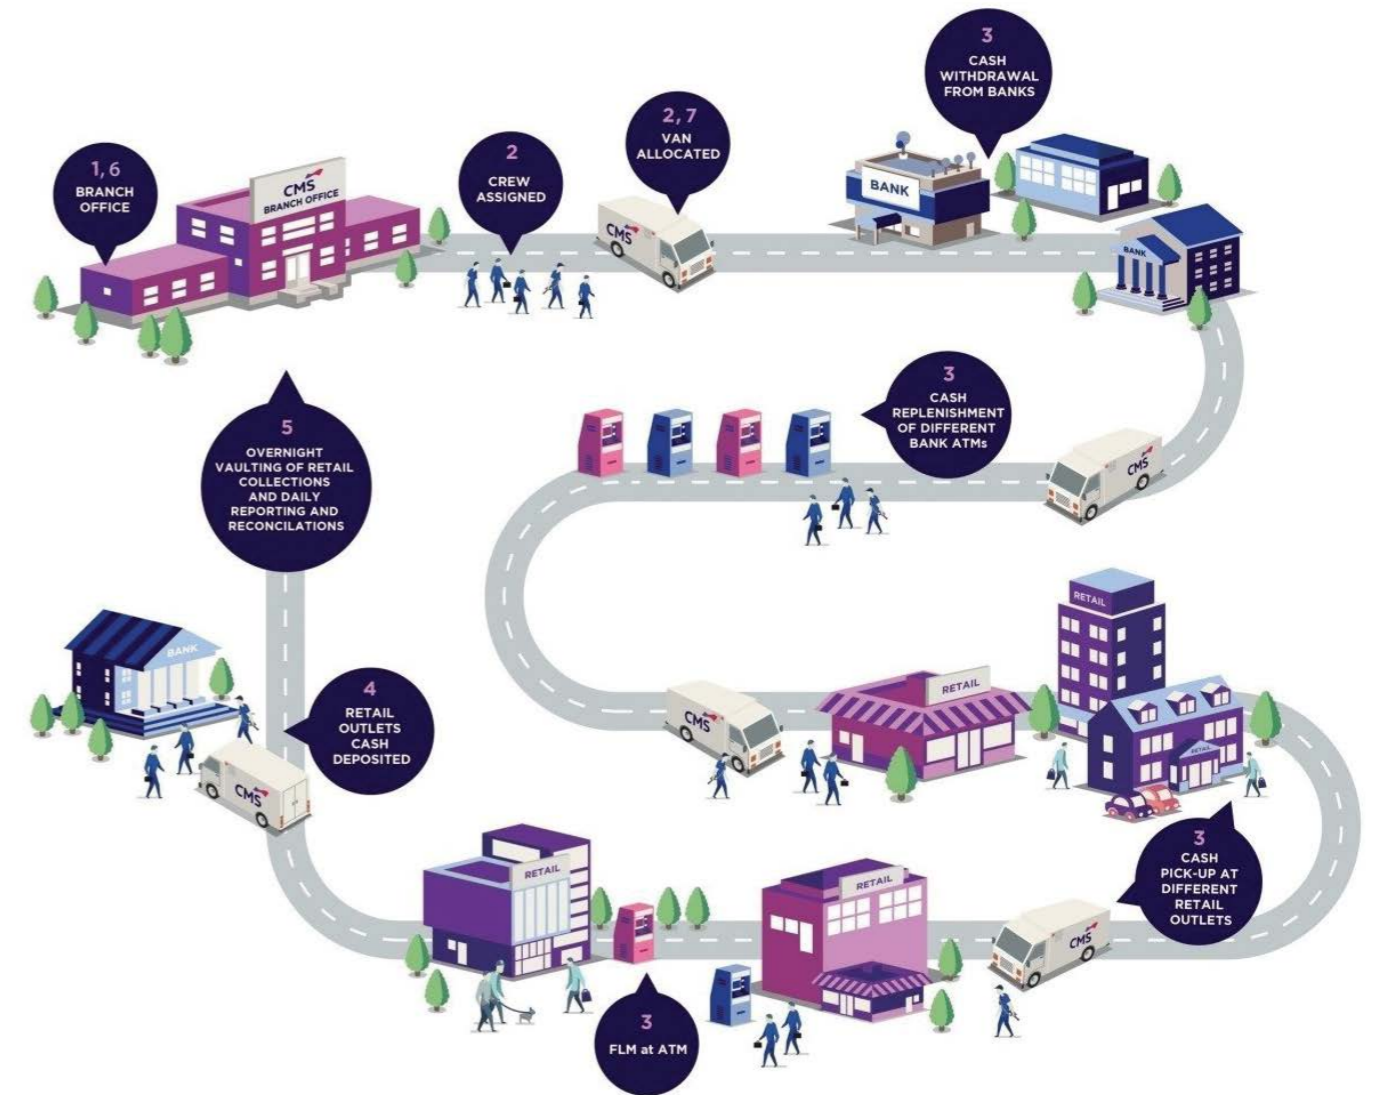 3
CASH
WITHDRAWAL
FROM BANKS
2, 7
VAN
ALLOCATED
2
CREW
ASSIGNED
1, 6
BRANCH
OFFICE
CMS
BRANCH OFFICE
CMS
BANK
BANK
3
CASH
REPLENISHMENT
OF DIFFERENT
BANK ATMs
CMS
5
OVERNIGHT
VAULTING OF RETAIL
COLLECTIONS
AND DAILY
REPORTING AND
RECONCILATIONS
RETAIL
RETAIL
CMS
RETAIL
BANK
4
RETAIL
OUTLETS
CASH
DEPOSITED
CMS
3
CASH
PICK-UP AT
DIFFERENT
RETAIL
OUTLETS
RETAIL
RETAIL
CMS
3
FLM at ATM